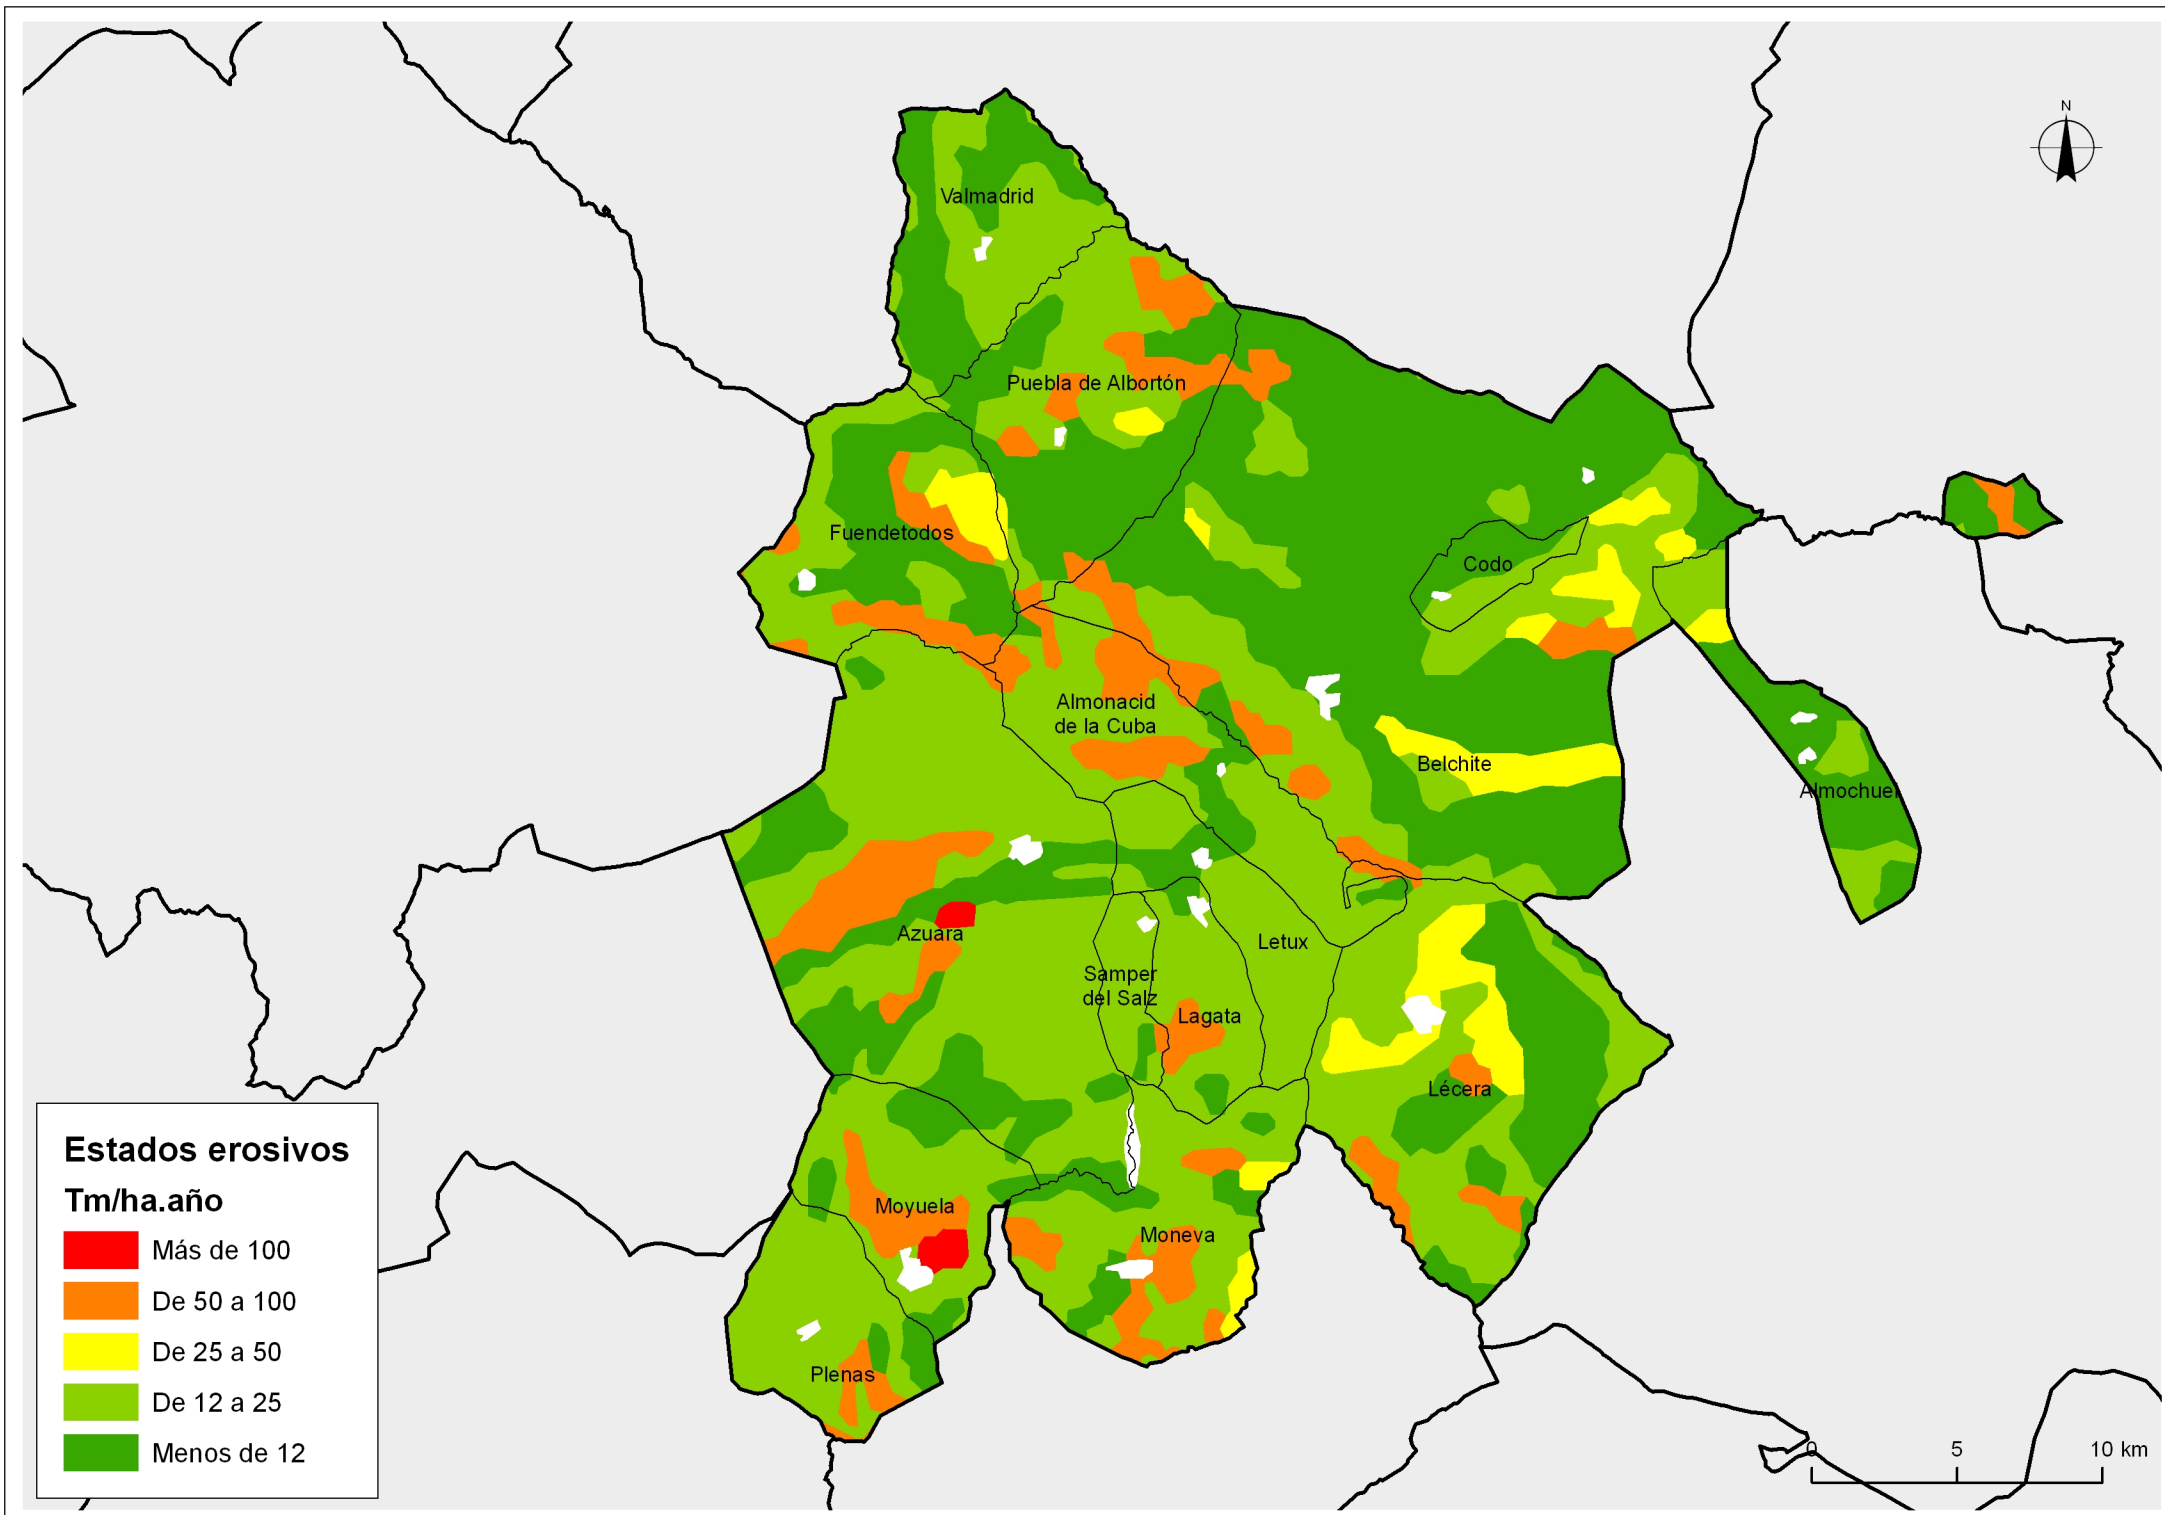 N
Valmadrid
Puebla de Albortón
Fuendetodos
Codo
Almonacid
de la Cuba
Belchite
Almochuel
Azuara
Letux
Samper
del Salz
Lagata
Lécera
Moyuela
Moneva
Plenas
Estados erosivos
Tm/ha.año
Más de 100
De 50 a 100
De 25 a 50
De 12 a 25
Menos de 12
0 5 10 km